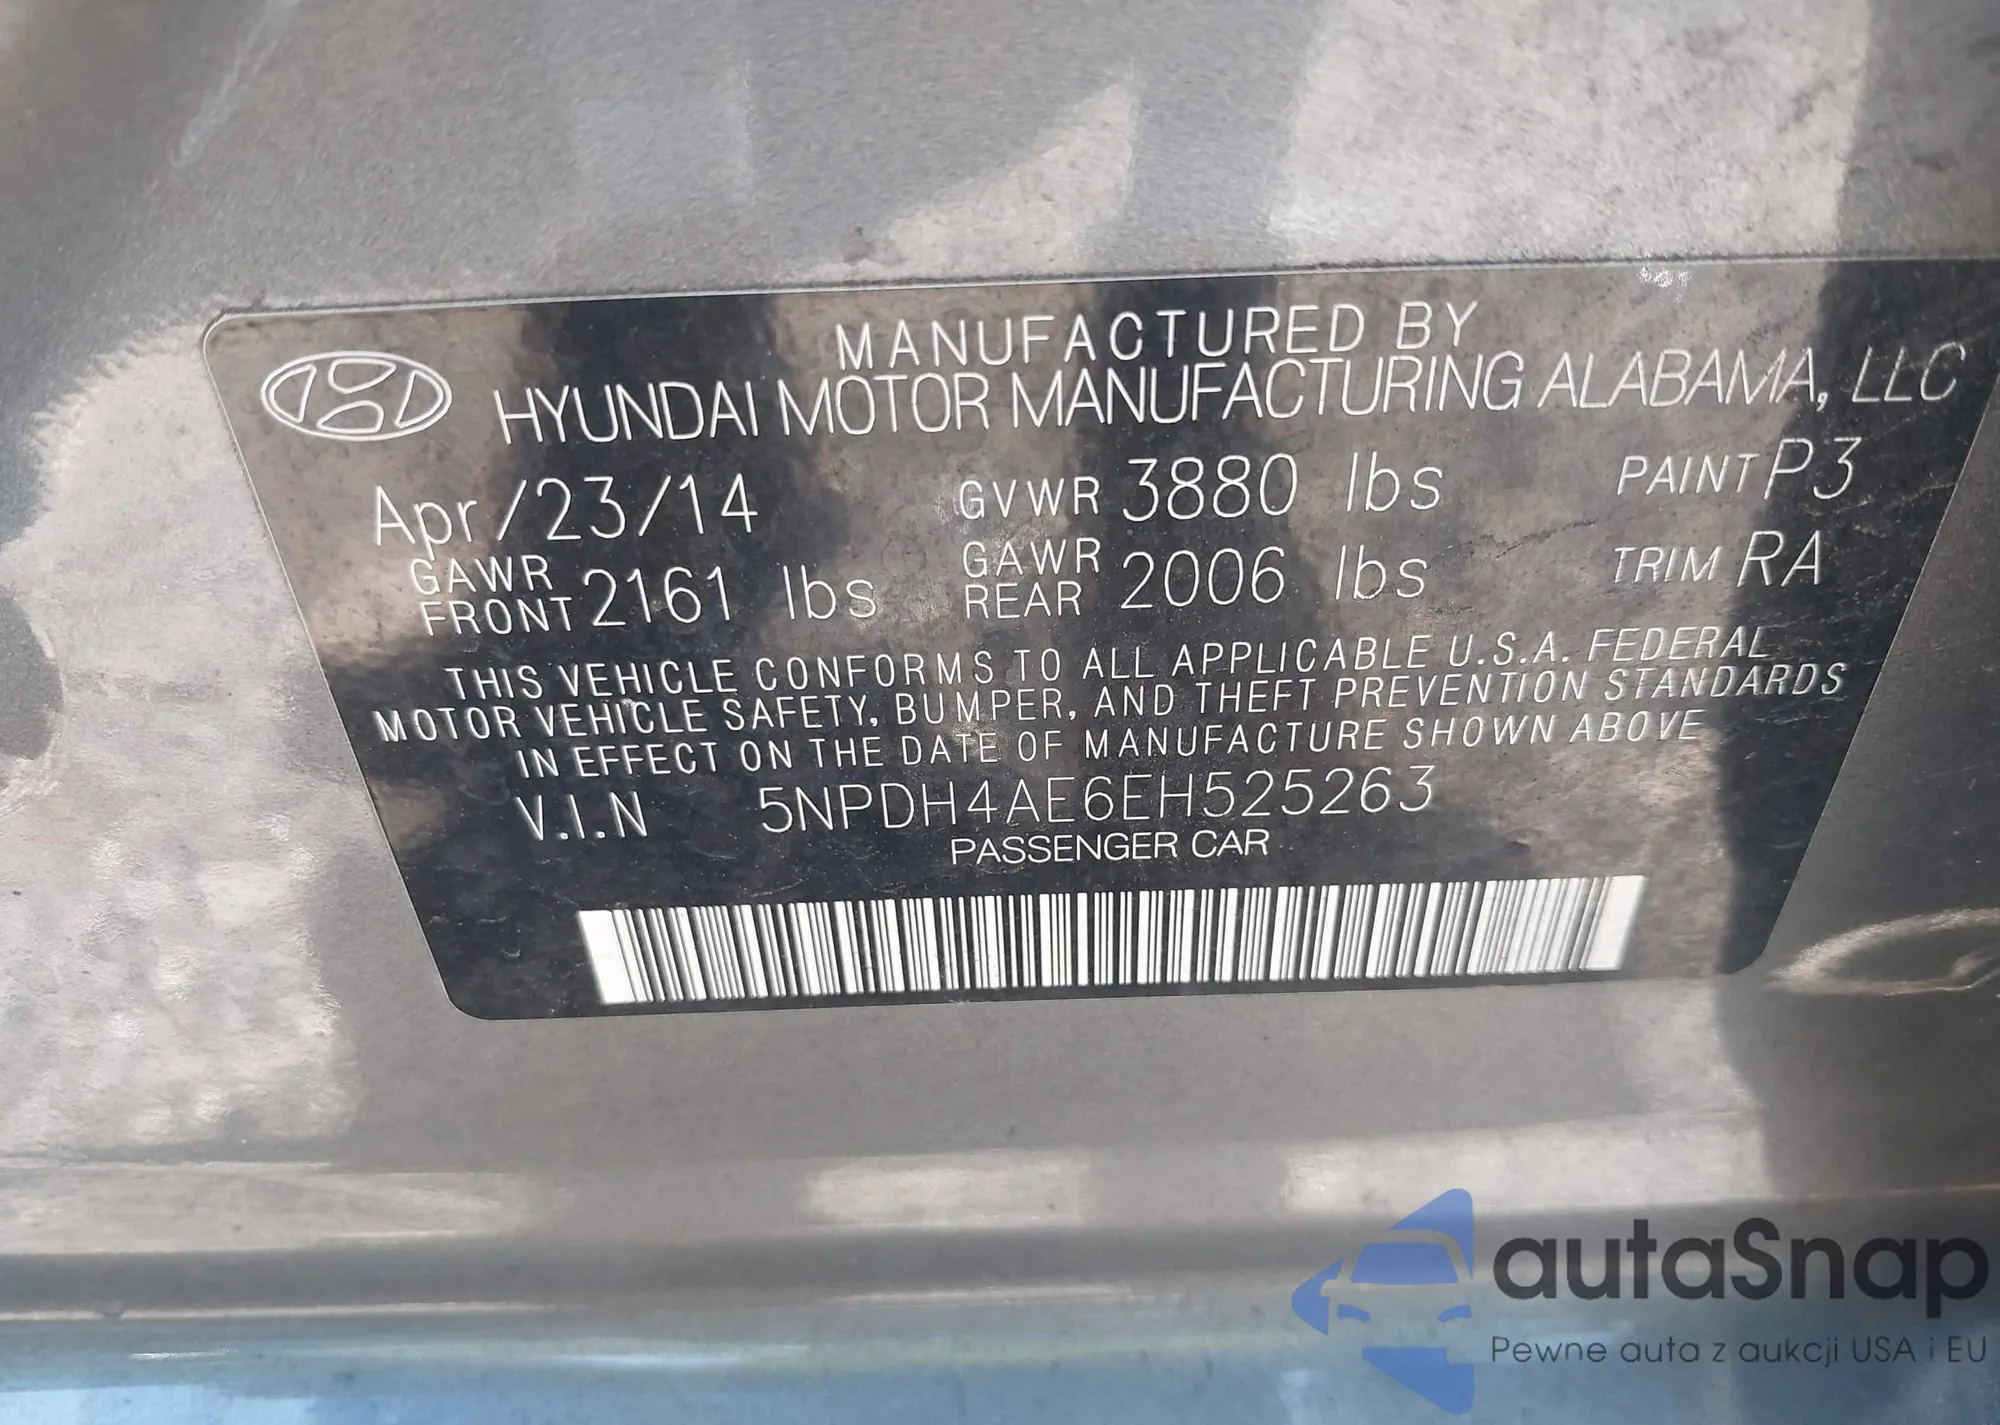 MANUFACTURED BY
HYUNDAI MOTOR MANUFACTURING ALABAMA, LLC
Apr/23/14 GVWR 3880 lbs PAINT P3
GAWR FRONT 2161 lbs GAWR REAR 2006 lbs TRIM RA
THIS VEHICLE CONFORMS TO ALL APPLICABLE U.S.A. FEDERAL
MOTOR VEHICLE SAFETY, BUMPER, AND THEFT PREVENTION STANDARDS
IN EFFECT ON THE DATE OF MANUFACTURE SHOWN ABOVE
V.I.N 5NPDH4AE6EH525263
PASSENGER CAR
autaSnap
Pewne auta z aukcji USA i EU